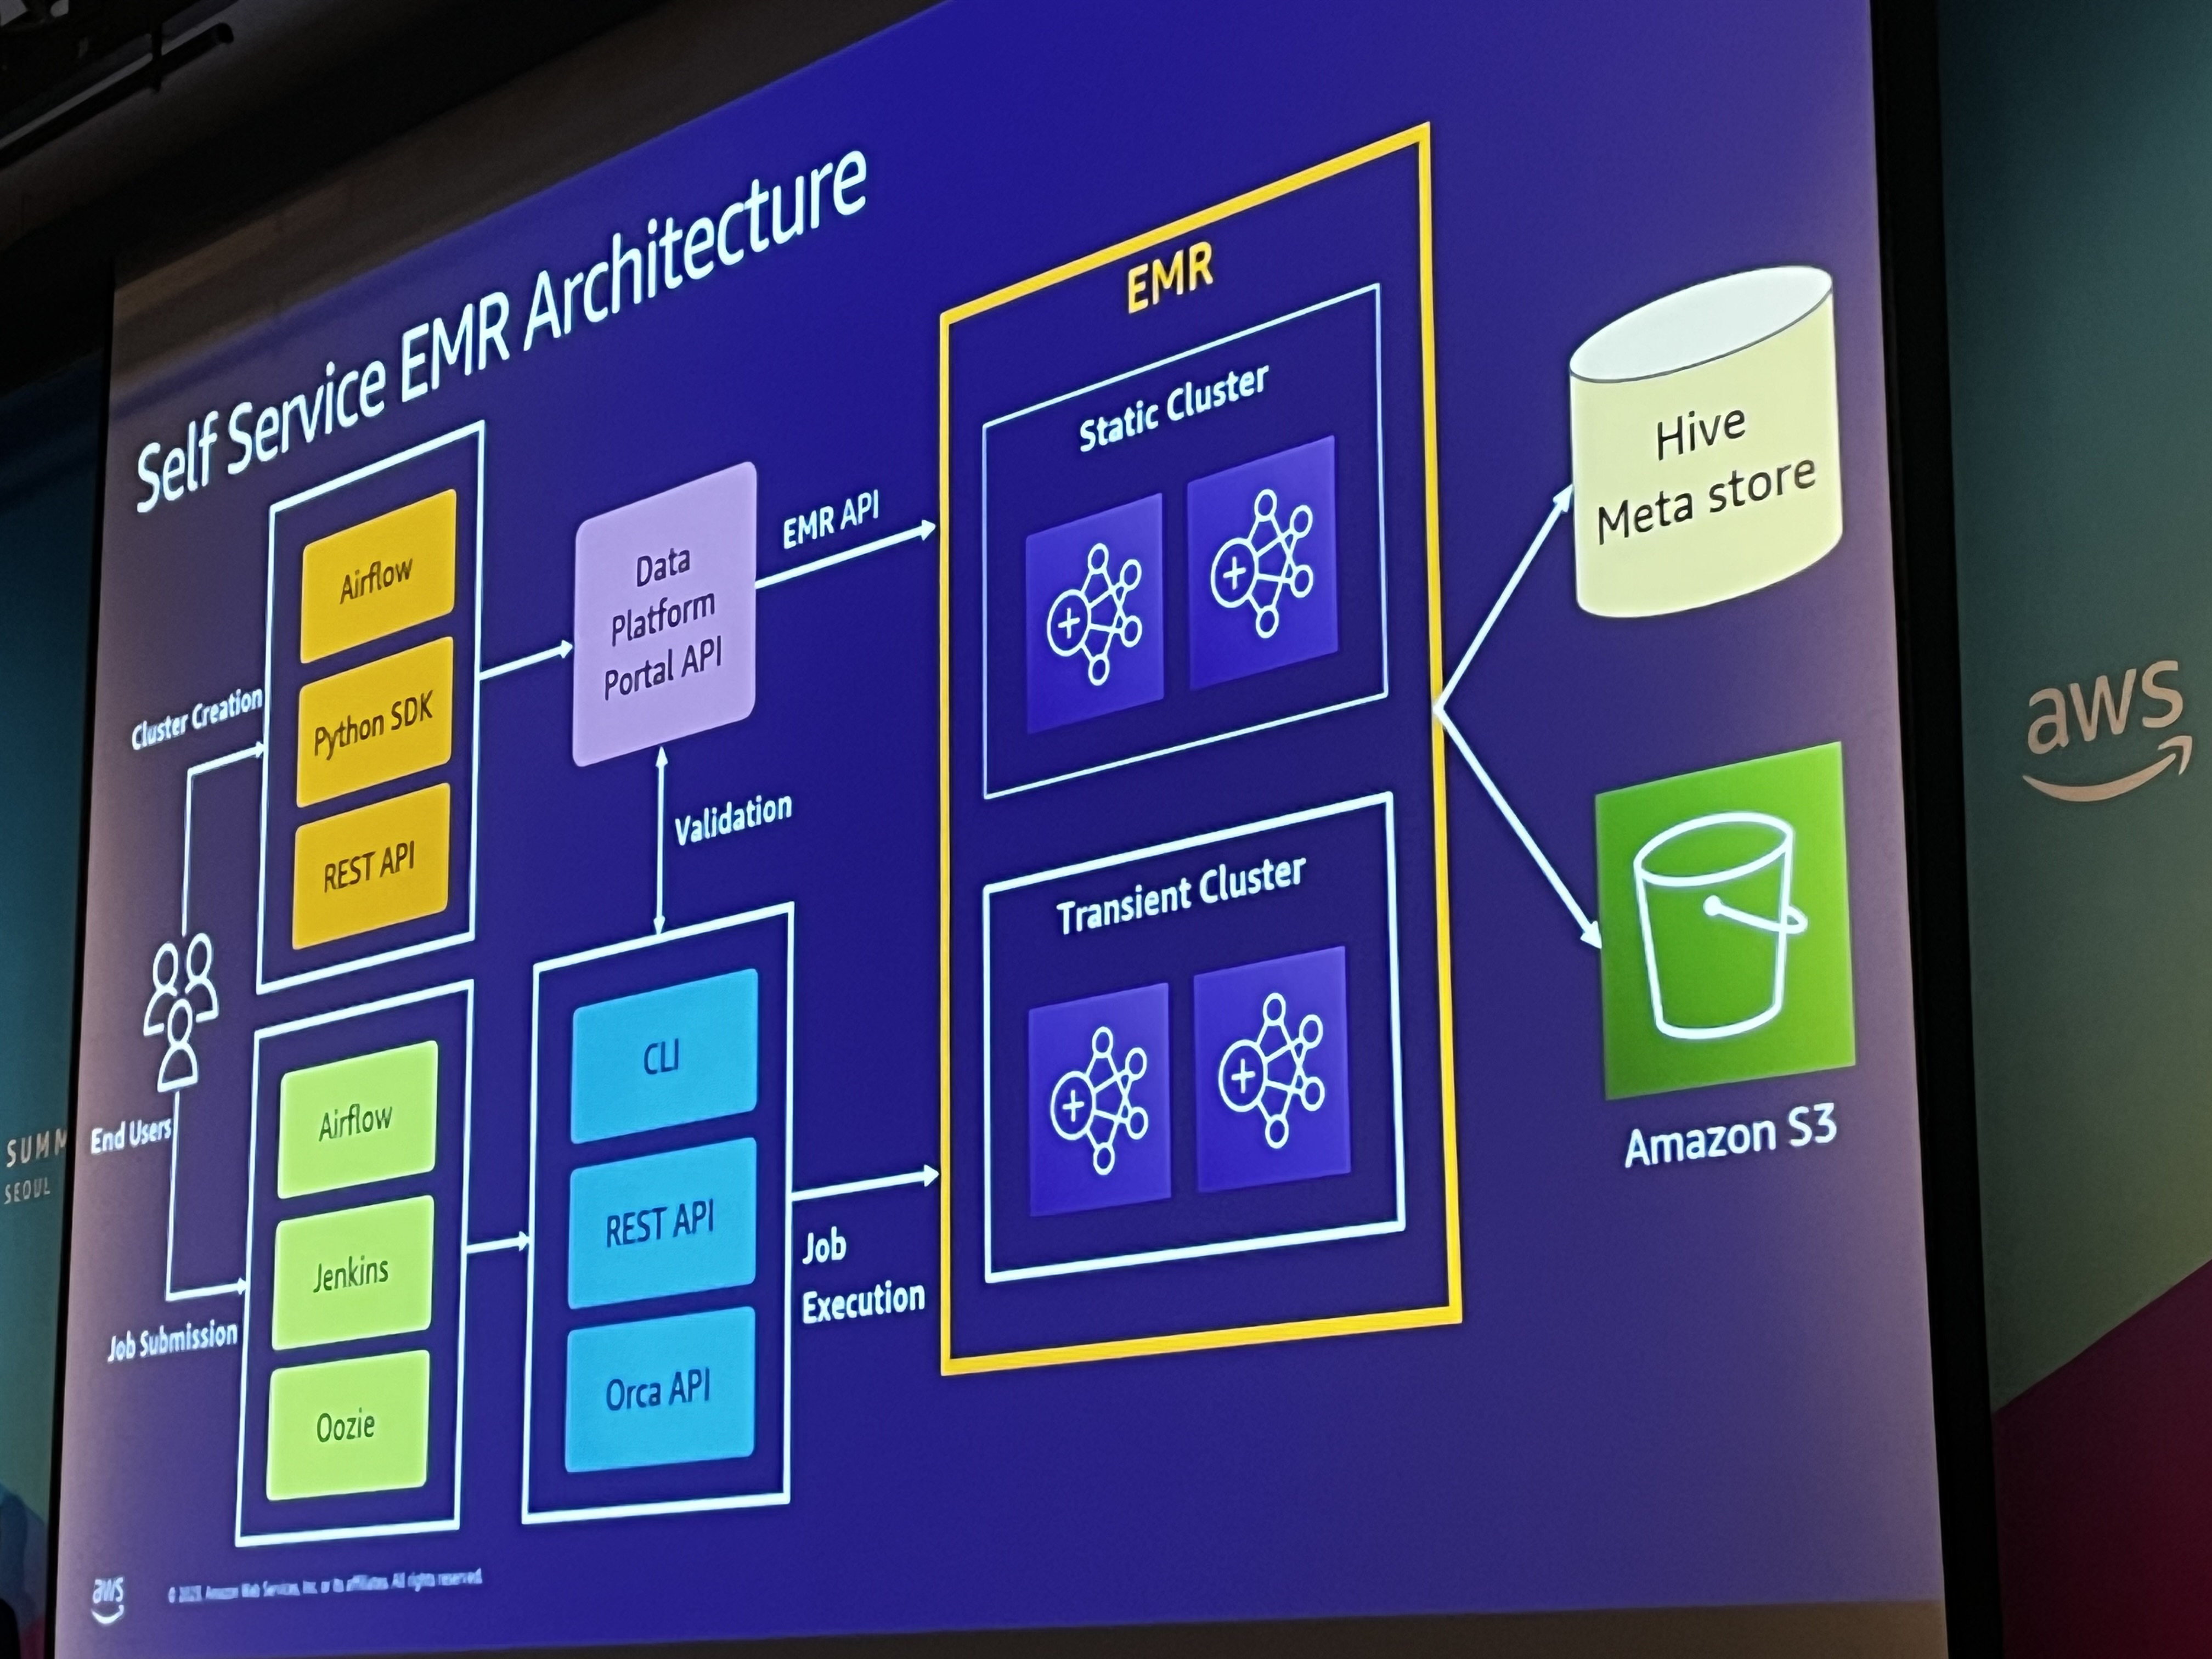 Self Service EMR Architecture
Cluster Creation
Airflow
Python SDK
REST API
Data
Platform
Portal API
EMR API
Validation
End Users
Job Submission
Airflow
Jenkins
Oozie
CLI
REST API
Orca API
Job
Execution
EMR
Static Cluster
Transient Cluster
Hive
Meta store
Amazon S3
aws
aws
© 2023, Amazon Web Services, Inc. or its affiliates. All rights reserved.
SUMM
SEOUL